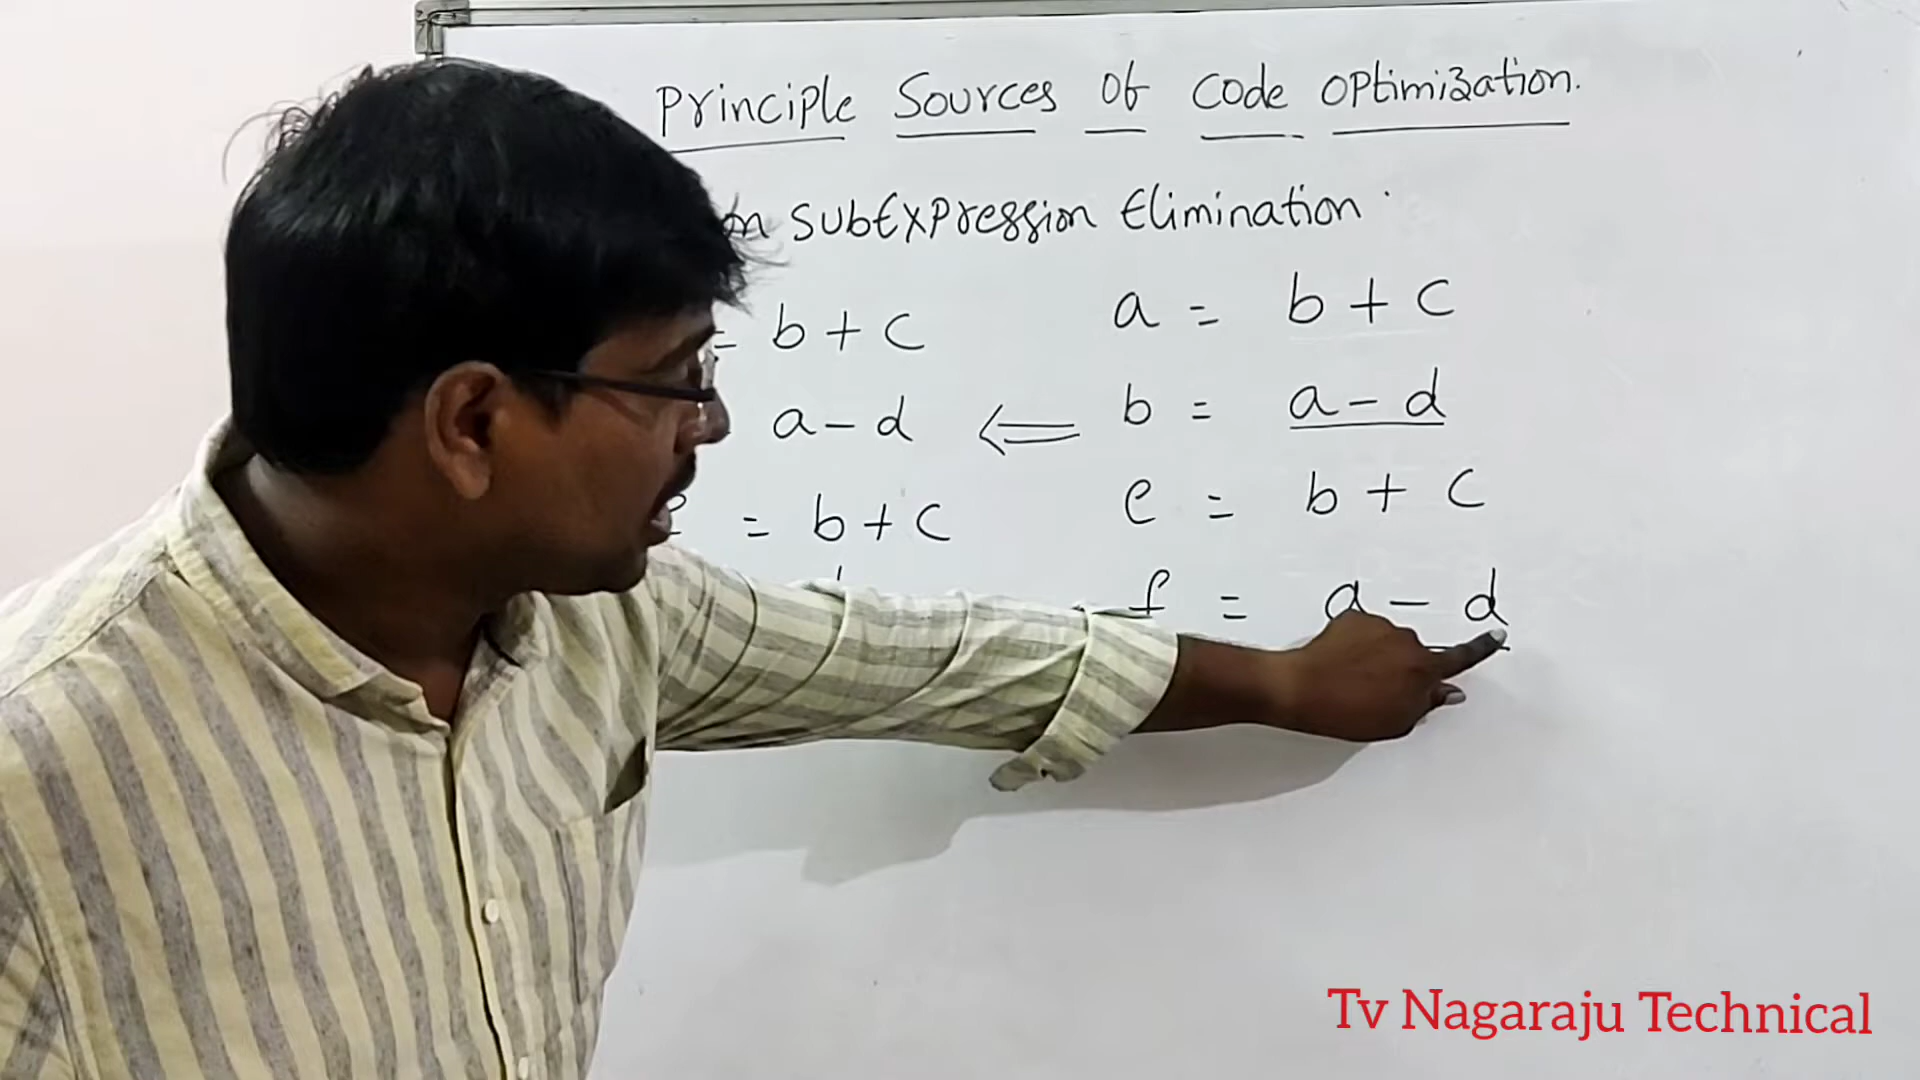 Principle Sources of Code Optimization.
SubExpression Elimination.
= b + c
a - d
= b + c
a = b + c
b = a - d
e = b + c
f = a - d
Tv Nagaraju Technical